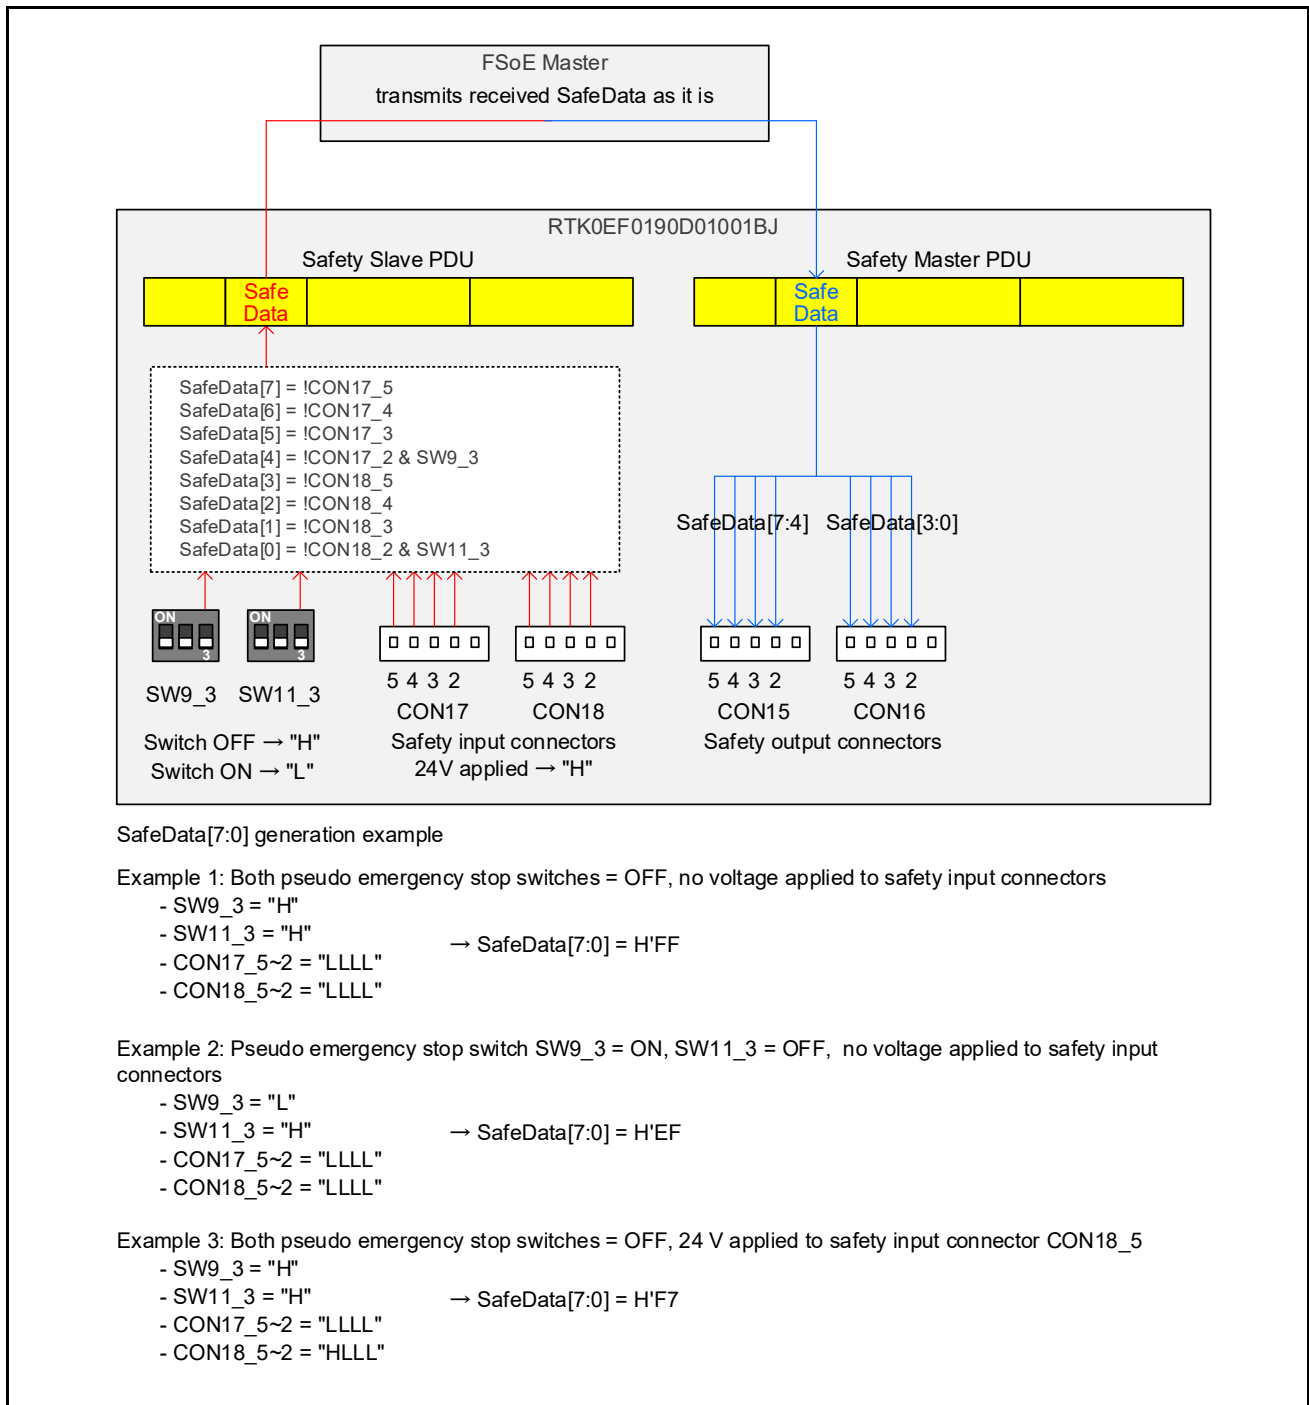 FSoE Master
transmits received SafeData as it is
RTK0EF0190D01001BJ
Safety Slave PDU
Safety Master PDU
Safe
Data
Safe
Data
SafeData[7] = !CON17_5
SafeData[6] = !CON17_4
SafeData[5] = !CON17_3
SafeData[4] = !CON17_2 & SW9_3
SafeData[3] = !CON18_5
SafeData[2] = !CON18_4
SafeData[1] = !CON18_3
SafeData[0] = !CON18_2 & SW11_3
SafeData[7:4]
SafeData[3:0]
ON
3
ON
3
SW9_3
SW11_3
5 4 3 2
5 4 3 2
5 4 3 2
5 4 3 2
CON17
CON18
CON15
CON16
Switch OFF → "H"
Switch ON → "L"
Safety input connectors
24V applied → "H"
Safety output connectors
SafeData[7:0] generation example
Example 1: Both pseudo emergency stop switches = OFF, no voltage applied to safety input connectors
- SW9_3 = "H"
- SW11_3 = "H"
→ SafeData[7:0] = H'FF
- CON17_5~2 = "LLLL"
- CON18_5~2 = "LLLL"
Example 2: Pseudo emergency stop switch SW9_3 = ON, SW11_3 = OFF, no voltage applied to safety input
connectors
- SW9_3 = "L"
- SW11_3 = "H"
→ SafeData[7:0] = H'EF
- CON17_5~2 = "LLLL"
- CON18_5~2 = "LLLL"
Example 3: Both pseudo emergency stop switches = OFF, 24 V applied to safety input connector CON18_5
- SW9_3 = "H"
- SW11_3 = "H"
→ SafeData[7:0] = H'F7
- CON17_5~2 = "LLLL"
- CON18_5~2 = "HLLL"